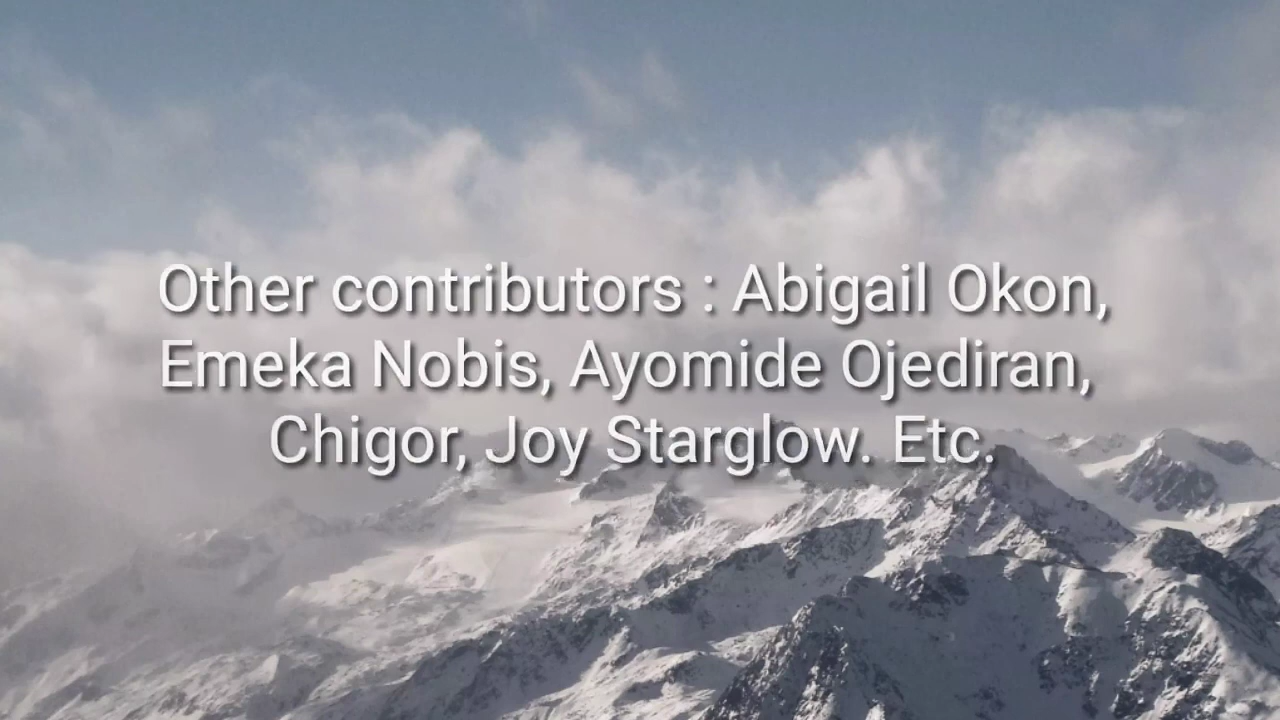 Other contributors : Abigail Okon,
Emeka Nobis, Ayomide Ojediran,
Chigor, Joy Starglow. Etc.